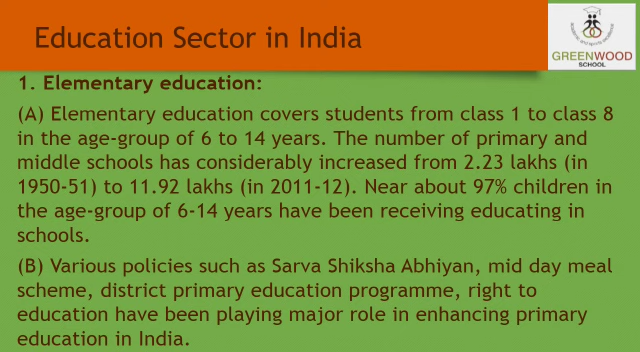 Education Sector in India
GREENWOOD
SCHOOL
1. Elementary education:
(A) Elementary education covers students from class 1 to class 8
in the age-group of 6 to 14 years. The number of primary and
middle schools has considerably increased from 2.23 lakhs (in
1950-51) to 11.92 lakhs (in 2011-12). Near about 97% children in
the age-group of 6-14 years have been receiving educating in
schools.
(B) Various policies such as Sarva Shiksha Abhiyan, mid day meal
scheme, district primary education programme, right to
education have been playing major role in enhancing primary
education in India.